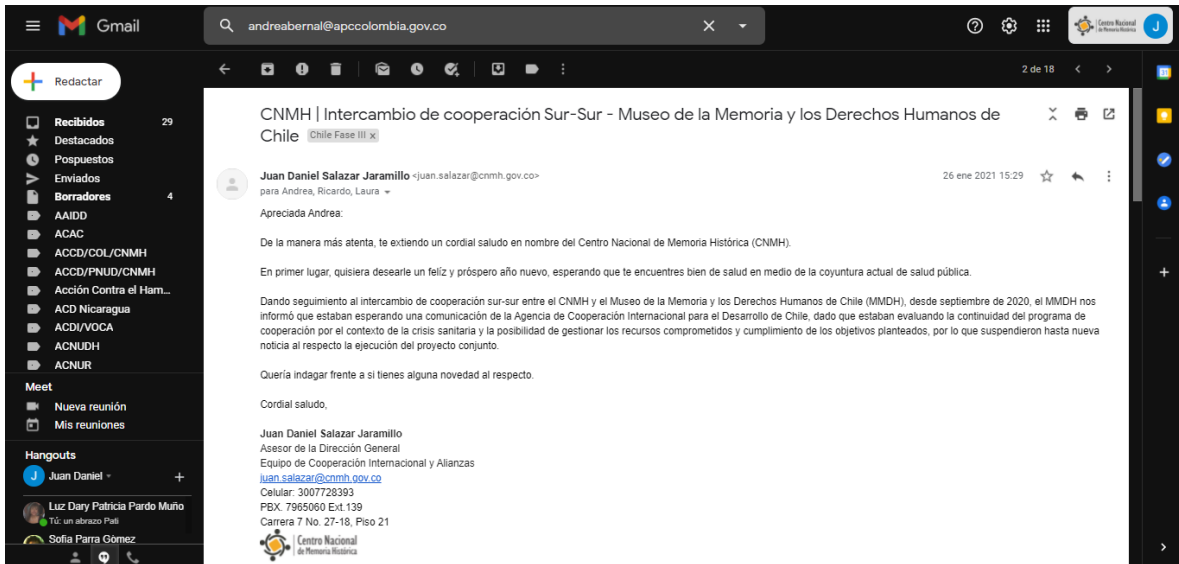 Gmail
andreabernal@apccolombia.gov.co
Centro Nacional
de Memoria Histórica
J
Redactar
2 de 18
Recibidos 29
Destacados
Pospuestos
Enviados
Borradores 4
AAIDD
ACAC
ACCD/COL/CNMH
ACCD/PNUD/CNMH
Acción Contra el Ham...
ACD Nicaragua
ACDI/VOCA
ACNUDH
ACNUR
Meet
Nueva reunión
Mis reuniones
Hangouts
J Juan Daniel
Luz Dary Patricia Pardo Muño
Tú: un abrazo Pati
Sofia Parra Gómez
CNMH | Intercambio de cooperación Sur-Sur - Museo de la Memoria y los Derechos Humanos de
Chile Chile Fase III x
Juan Daniel Salazar Jaramillo <juan.salazar@cnmh.gov.co> 26 ene 2021 15:29
para Andrea, Ricardo, Laura
Apreciada Andrea:
De la manera más atenta, te extiendo un cordial saludo en nombre del Centro Nacional de Memoria Histórica (CNMH).
En primer lugar, quisiera desearle un felíz y próspero año nuevo, esperando que te encuentres bien de salud en medio de la coyuntura actual de salud pública.
Dando seguimiento al intercambio de cooperación sur-sur entre el CNMH y el Museo de la Memoria y los Derechos Humanos de Chile (MMDH), desde septiembre de 2020, el MMDH nos
informó que estaban esperando una comunicación de la Agencia de Cooperación Internacional para el Desarrollo de Chile, dado que estaban evaluando la continuidad del programa de
cooperación por el contexto de la crisis sanitaria y la posibilidad de gestionar los recursos comprometidos y cumplimiento de los objetivos planteados, por lo que suspendieron hasta nueva
noticia al respecto la ejecución del proyecto conjunto.
Quería indagar frente a si tienes alguna novedad al respecto.
Cordial saludo,
Juan Daniel Salazar Jaramillo
Asesor de la Dirección General
Equipo de Cooperación Internacional y Alianzas
juan.salazar@cnmh.gov.co
Celular: 3007728393
PBX. 7965060 Ext.139
Carrera 7 No. 27-18, Piso 21
Centro Nacional
de Memoria Histórica